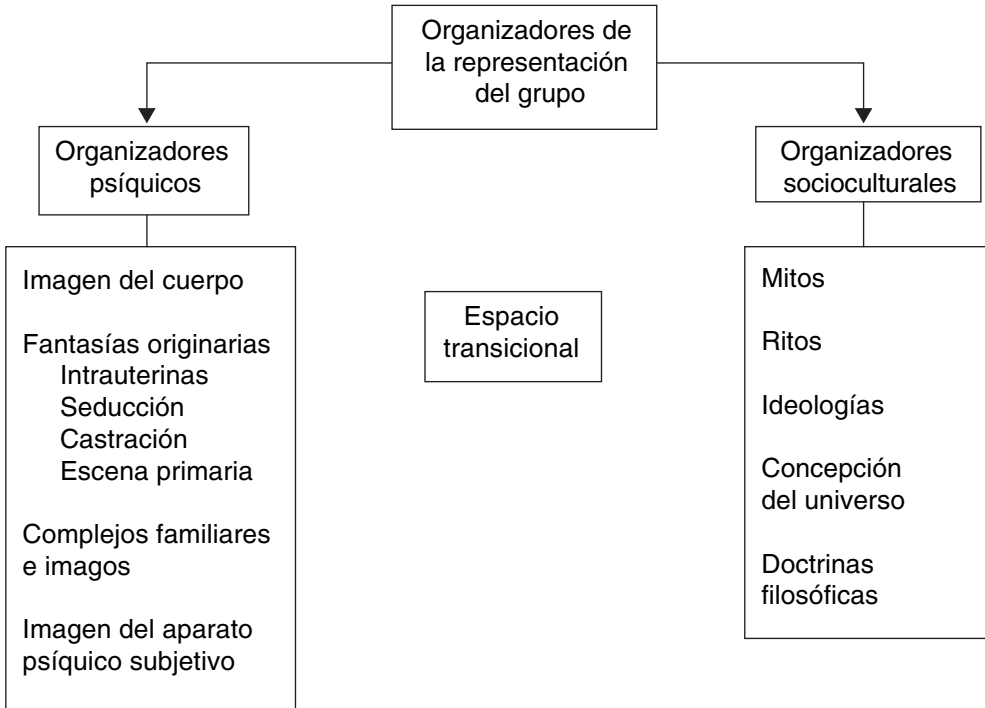 Organizadores de
la representación
del grupo
Organizadores
psíquicos
Organizadores
socioculturales
Imagen del cuerpo
Fantasías originarias
Intrauterinas
Seducción
Castración
Escena primaria
Complejos familiares
e imagos
Imagen del aparato
psíquico subjetivo
Espacio
transicional
Mitos
Ritos
Ideologías
Concepción
del universo
Doctrinas
filosóficas